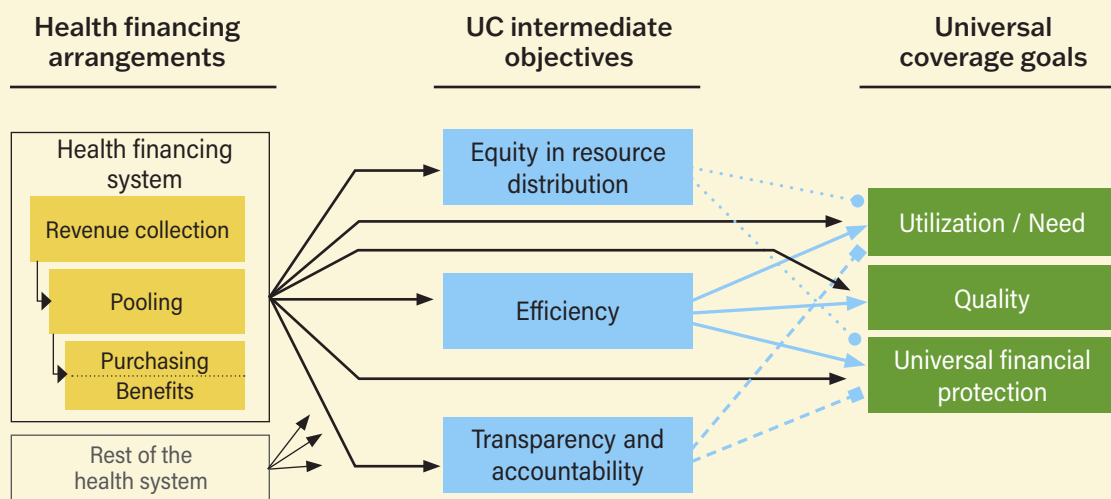 Health financing
arrangements
UC intermediate
objectives
Universal
coverage goals
Health financing
system
Revenue collection
Pooling
Purchasing
Benefits
Rest of the
health system
Equity in resource
distribution
Efficiency
Transparency and
accountability
Utilization / Need
Quality
Universal financial
protection